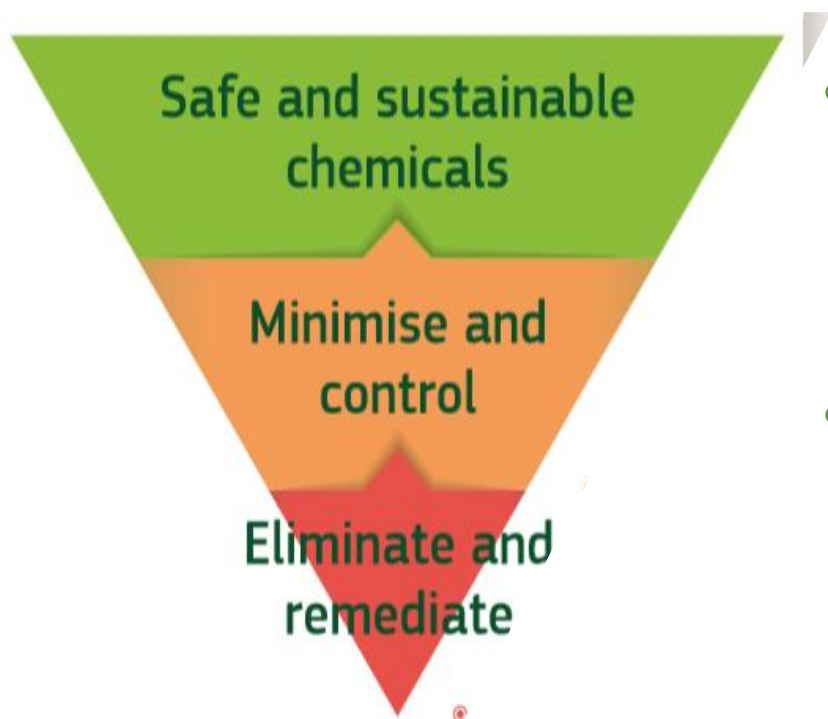 Safe and sustainable
chemicals
Minimise and
control
Eliminate and
remediate